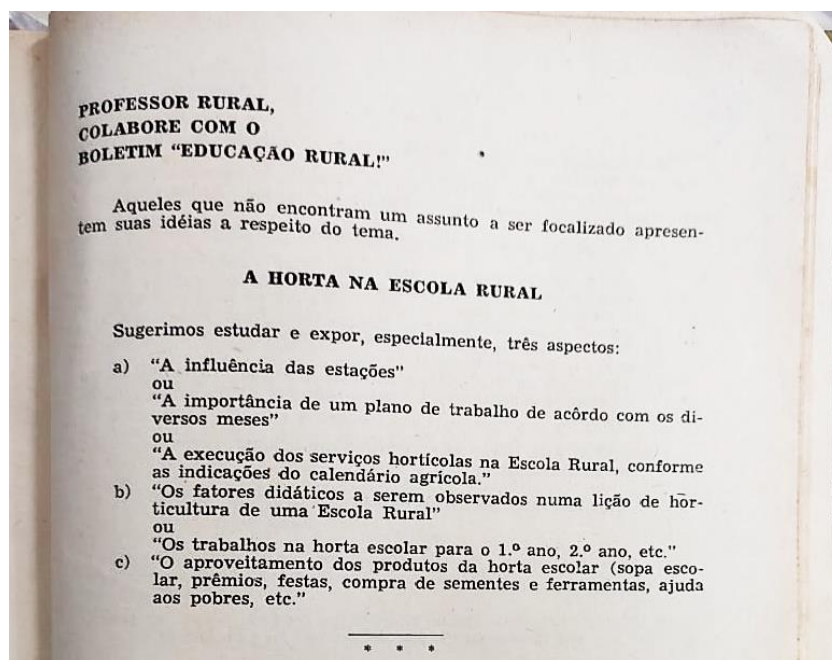 PROFESSOR RURAL,
COLABORE COM O
BOLETIM “EDUCAÇÃO RURAL!”
Aqueles que não encontram um assunto a ser focalizado apresen-
tem suas idéias a respeito do tema.
A HORTA NA ESCOLA RURAL
Sugerimos estudar e expor, especialmente, três aspectos:
a) “A influência das estações”
ou
“A importância de um plano de trabalho de acôrdo com os di-
versos meses”
ou
“A execução dos serviços hortícolas na Escola Rural, conforme
as indicações do calendário agrícola.”
b) “Os fatores didáticos a serem observados numa lição de hor-
ticultura de uma Escola Rural”
ou
“Os trabalhos na horta escolar para o 1.º ano, 2.º ano, etc.”
c) “O aproveitamento dos produtos da horta escolar (sopa esco-
lar, prêmios, festas, compra de sementes e ferramentas, ajuda
aos pobres, etc.”
* * *